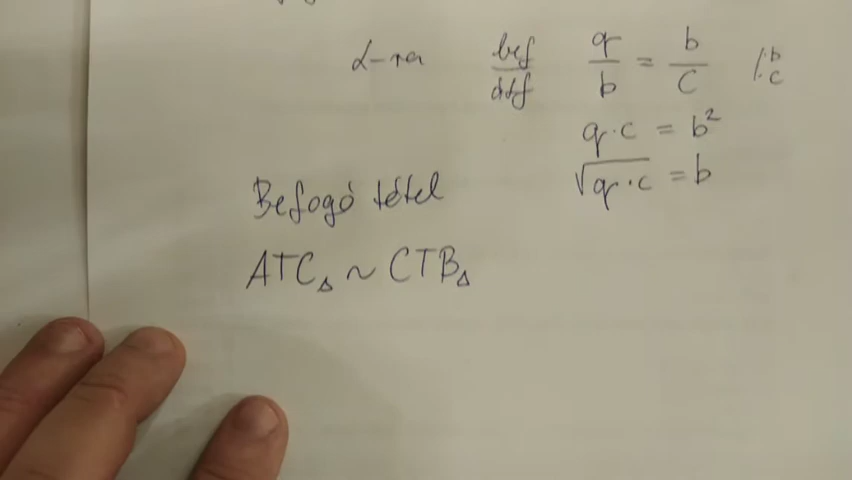 α-ra bef/átf q/b = b/c /·b ·c
q·c = b²
√q·c = b
Befogó tétel
ATC△ ~ CTB△